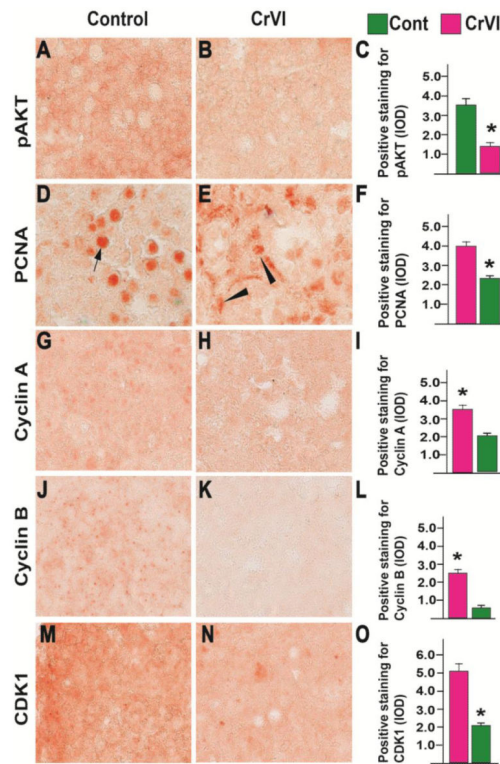 Control CrVI Cont CrVI
A B C
pAKT
Positive staining for
pAKT (IOD)
5.0
4.0
3.0
2.0
1.0
*
D E F
PCNA
Positive staining for
PCNA (IOD)
5.0
4.0
3.0
2.0
*
G H I
Cyclin A
Positive staining for
Cyclin A (IOD)
5.0
4.0
3.0
2.0
1.0
*
J K L
Cyclin B
Positive staining for
Cyclin B (IOD)
5.0
4.0
3.0
2.0
1.0
*
M N O
CDK1
Positive staining for
CDK1 (IOD)
6.0
5.0
4.0
3.0
2.0
1.0
*